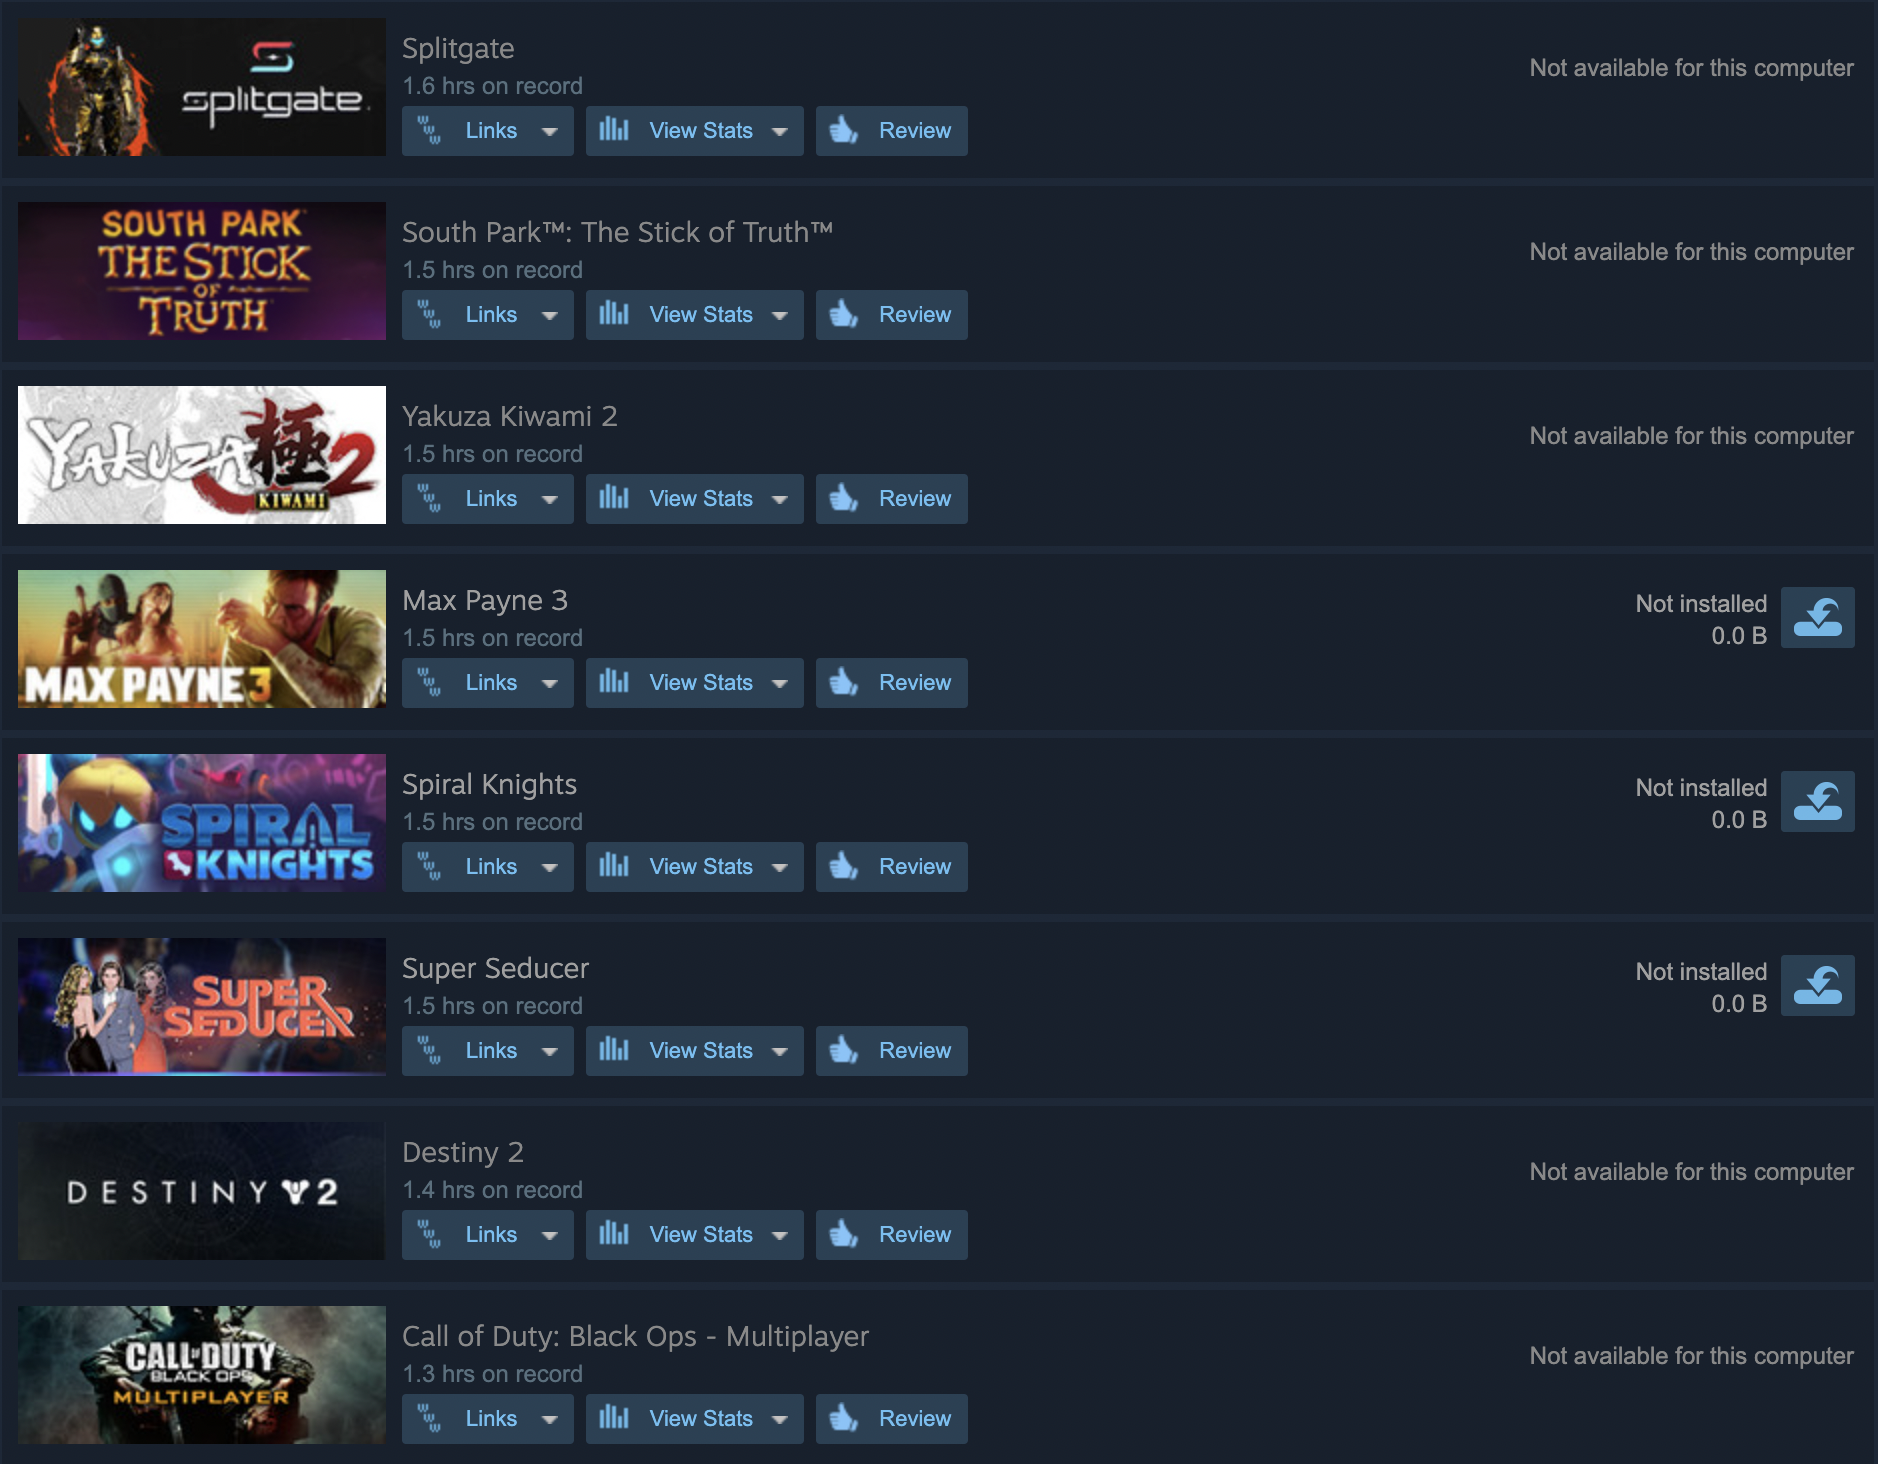 splitgate.
Splitgate
1.6 hrs on record
Links
View Stats
Review
Not available for this computer
SOUTH PARK
THE STICK
OF
TRUTH
South Park™: The Stick of Truth™
1.5 hrs on record
Links
View Stats
Review
Not available for this computer
YAKUZA極2
KIWAMI
Yakuza Kiwami 2
1.5 hrs on record
Links
View Stats
Review
Not available for this computer
MAX PAYNE 3
Max Payne 3
1.5 hrs on record
Links
View Stats
Review
Not installed
0.0 B
SPIRAL
KNIGHTS
Spiral Knights
1.5 hrs on record
Links
View Stats
Review
Not installed
0.0 B
SUPER
SEDUCER
Super Seducer
1.5 hrs on record
Links
View Stats
Review
Not installed
0.0 B
DESTINY 2
Destiny 2
1.4 hrs on record
Links
View Stats
Review
Not available for this computer
CALL OF DUTY
BLACK OPS
MULTIPLAYER
Call of Duty: Black Ops - Multiplayer
1.3 hrs on record
Links
View Stats
Review
Not available for this computer